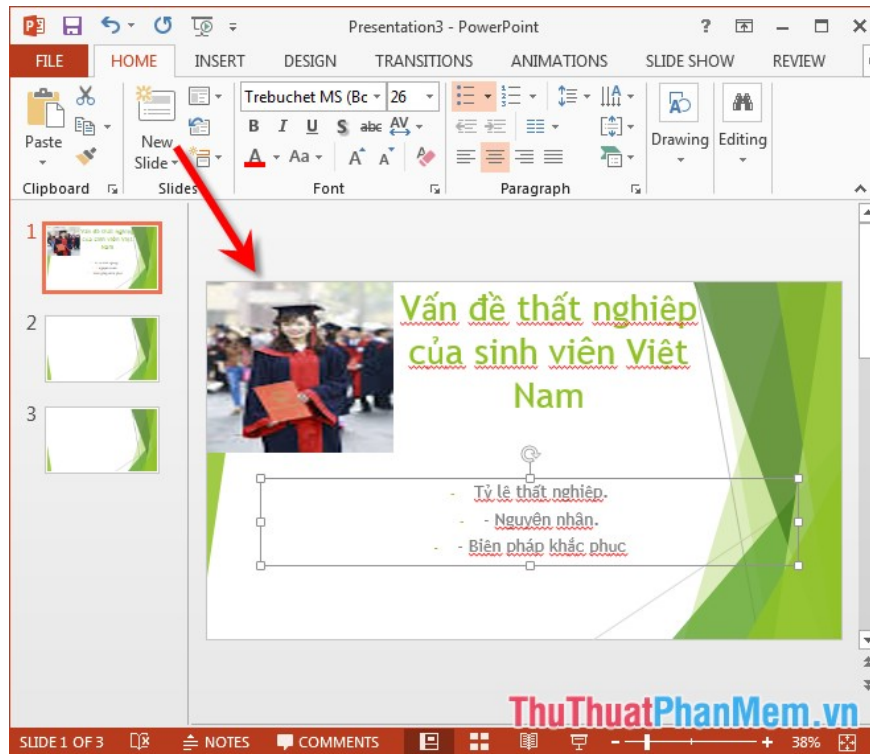 Presentation3 - PowerPoint
?
FILE HOME INSERT DESIGN TRANSITIONS ANIMATIONS SLIDE SHOW REVIEW
Trebuchet MS (Bc 26
B I U S abc AV
A Aa A A
Paste
New
Slide
Drawing Editing
Clipboard Slides Font Paragraph
1
2
3
Vấn đề thất nghiệp
của sinh viên Việt
Nam
- Tỷ lệ thất nghiệp.
- - Nguyên nhân.
- - Biện pháp khắc phục
ThuThuatPhanMem.vn
SLIDE 1 OF 3 NOTES COMMENTS 38%